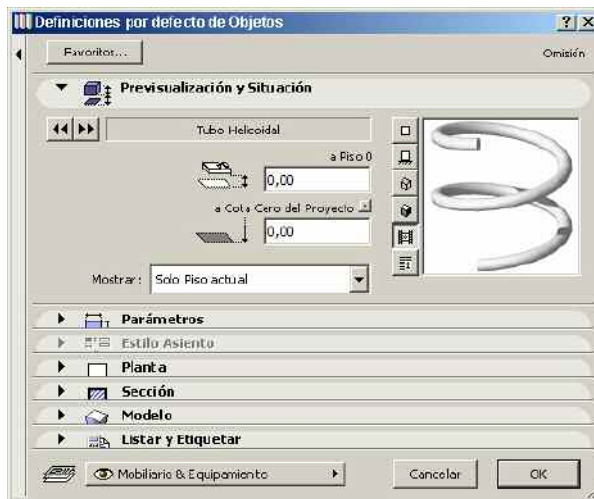 Definiciones por defecto de Objetos
Favoritos...
Omisión
Previsualización y Situación
Tubo Helicoidal
a Piso 0
0,00
a Cota Cero del Proyecto
0,00
Mostrar: Solo Piso actual
Parámetros
Estilo Asiento
Planta
Sección
Modelo
Listar y Etiquetar
Mobiliario & Equipamiento
Cancelar
OK